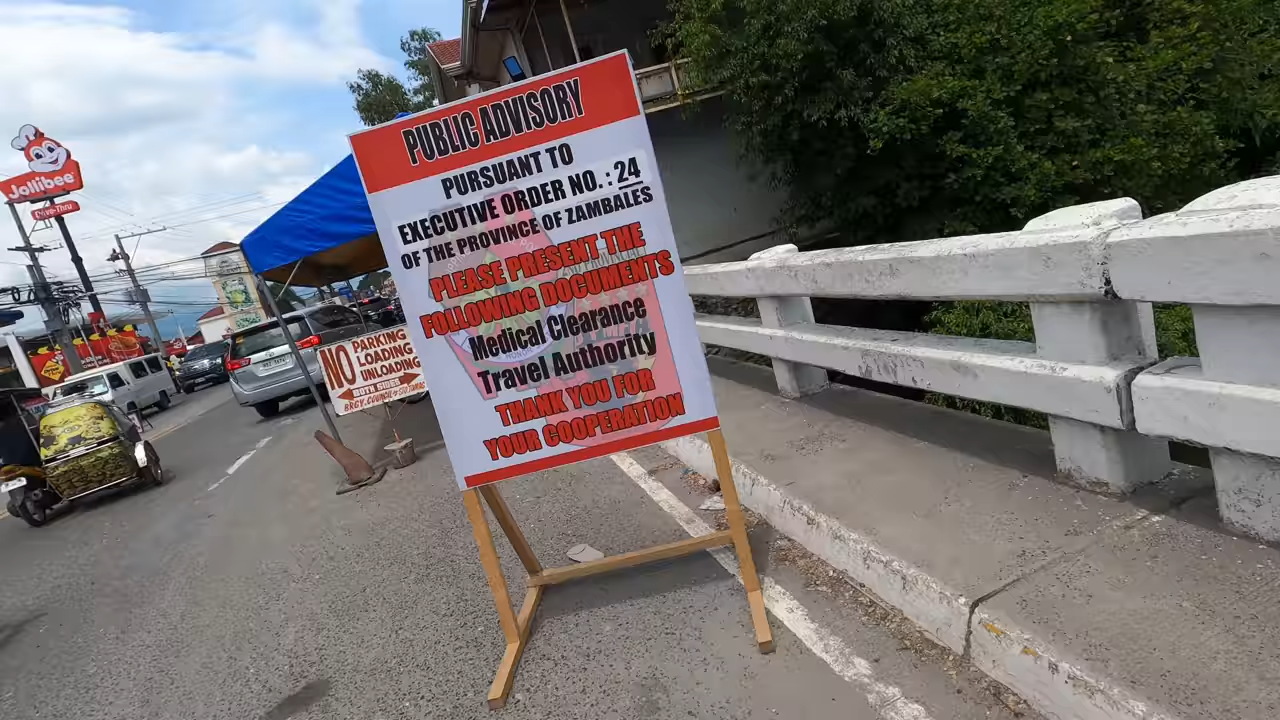 PUBLIC ADVISORY
PURSUANT TO
EXECUTIVE ORDER NO. : 24
OF THE PROVINCE OF ZAMBALES
PLEASE PRESENT THE
FOLLOWING DOCUMENTS
Medical Clearance
Travel Authority
THANK YOU FOR
YOUR COOPERATION
NO PARKING
LOADING
UNLOADING
BOTH SIDES
Jollibee
Drive-Thru